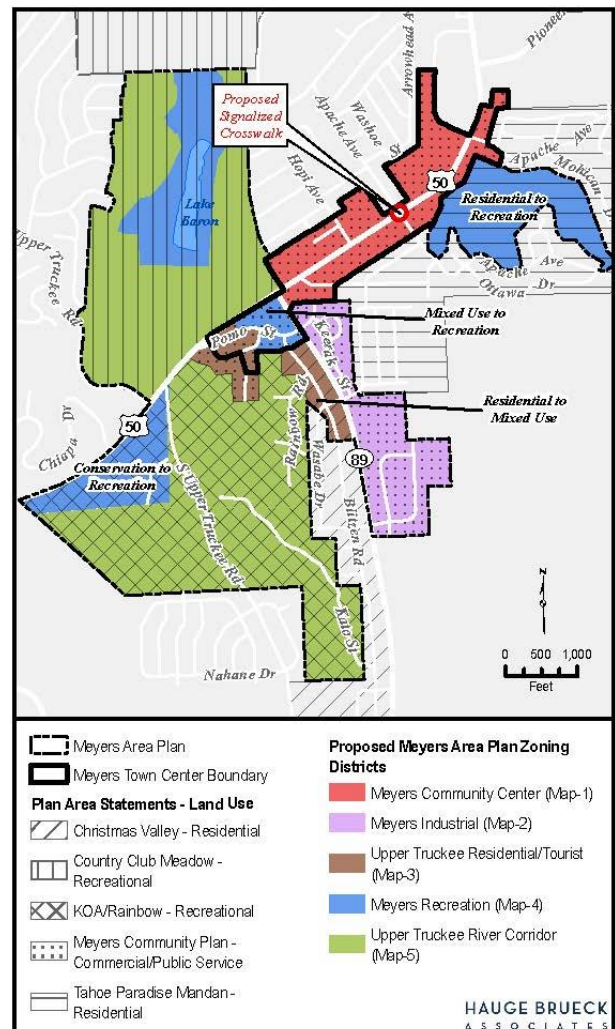 Arrowhead A
Pioneer
Proposed
Signalized
Crosswalk
Washoe St
Apache Ave
Hopi Ave
50
Apache Ave
Mohican Dr
Residential to
Recreation
Lake
Baron
Upper Truckee Rd
Apache Ave
Ottawa Dr
Mixed Use to
Recreation
Pomo St
Keetak St
Residential to
Mixed Use
50
Chiapa Dr
Rainbow Rd
Wasabe Dr
89
Blitzen Rd
Conservation to
Recreation
S Upper Truckee Rd
Kato St
Nahane Dr
N
0 500 1,000
Feet
Meyers Area Plan
Meyers Town Center Boundary
Plan Area Statements - Land Use
Christmas Valley - Residential
Country Club Meadow -
Recreational
KOA/Rainbow - Recreational
Meyers Community Plan -
Commercial/Public Service
Tahoe Paradise Mandan -
Residential
Proposed Meyers Area Plan Zoning
Districts
Meyers Community Center (Map-1)
Meyers Industrial (Map-2)
Upper Truckee Residential/Tourist
(Map-3)
Meyers Recreation (Map-4)
Upper Truckee River Corridor
(Map-5)
HAUGE BRUECK
ASSOCIATES